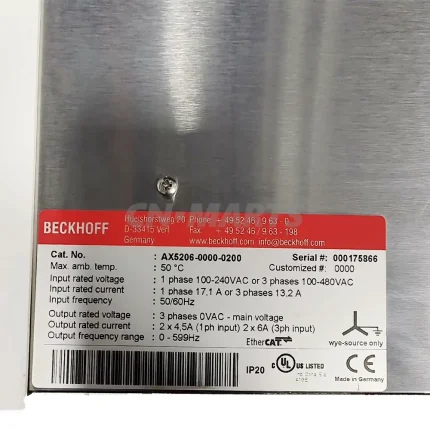 BECKHOFF
Huelshorstweg 20 Phone + 49 52 46 / 9 63 - 0
D-33415 Verl Fax + 49 52 46 / 9 63 - 198
Germany www.beckhoff.com info@beckhoff.com
Cat. No. : AX5206-0000-0200 Serial #: 000175866
Max. amb. temp. : 50 °C Customized #: 0000
Input rated voltage : 1 phase 100-240VAC or 3 phases 100-480VAC
Input rated current : 1 phase 17,1 A or 3 phases 13,2 A
Input frequency : 50/60Hz
Output rated voltage : 3 phases 0VAC - main voltage
Output rated current : 2 x 4,5A (1ph input) 2 x 6A (3ph input)
Output frequency range : 0 - 599Hz
EtherCAT
wye-source only
IP20
C UL US LISTED
CE
Made in Germany